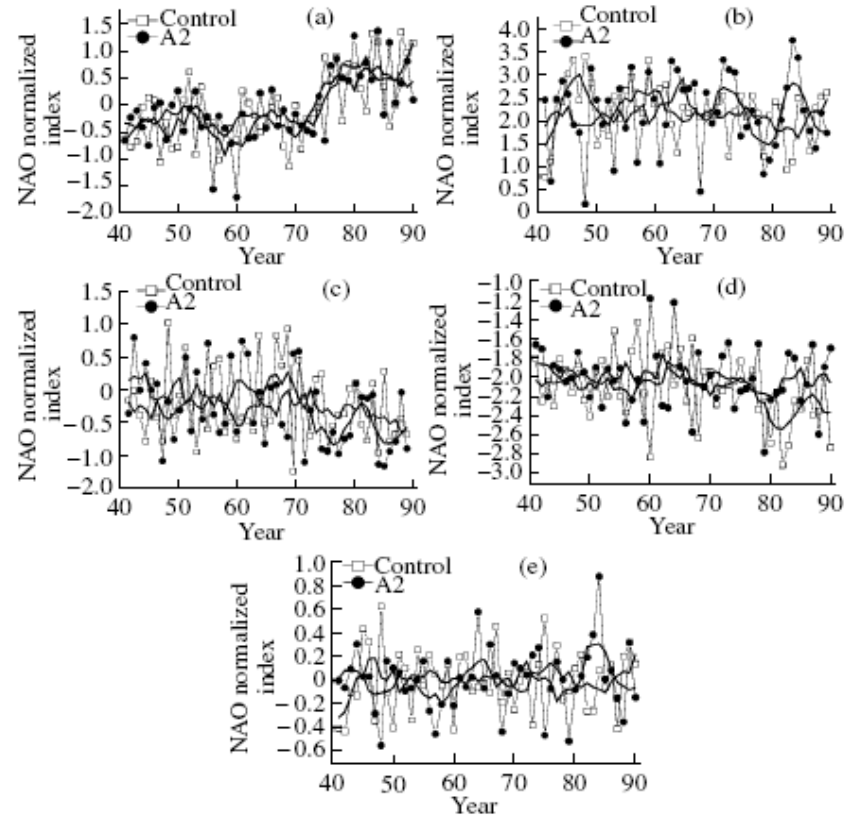 Control
A2
(a)
NAO normalized
index
1.5
1.0
0.5
0
−0.5
−1.0
−1.5
−2.0
40 50 60 70 80 90
Year
Control
A2
(b)
NAO normalized
index
4.0
3.5
3.0
2.5
2.0
1.5
1.0
0.5
0
40 50 60 70 80 90
Year
Control
A2
(c)
NAO normalized
index
1.5
1.0
0.5
0
−0.5
−1.0
−2.0
40 50 60 70 80 90
Year
Control
A2
(d)
NAO normalized
index
−1.0
−1.2
−1.4
−1.6
−1.8
−2.0
−2.2
−2.4
−2.6
−2.8
−3.0
40 50 60 70 80 90
Year
Control
A2
(e)
NAO normalized
index
1.0
0.8
0.6
0.4
0.2
0
−0.2
−0.4
−0.6
40 50 60 70 80 90
Year